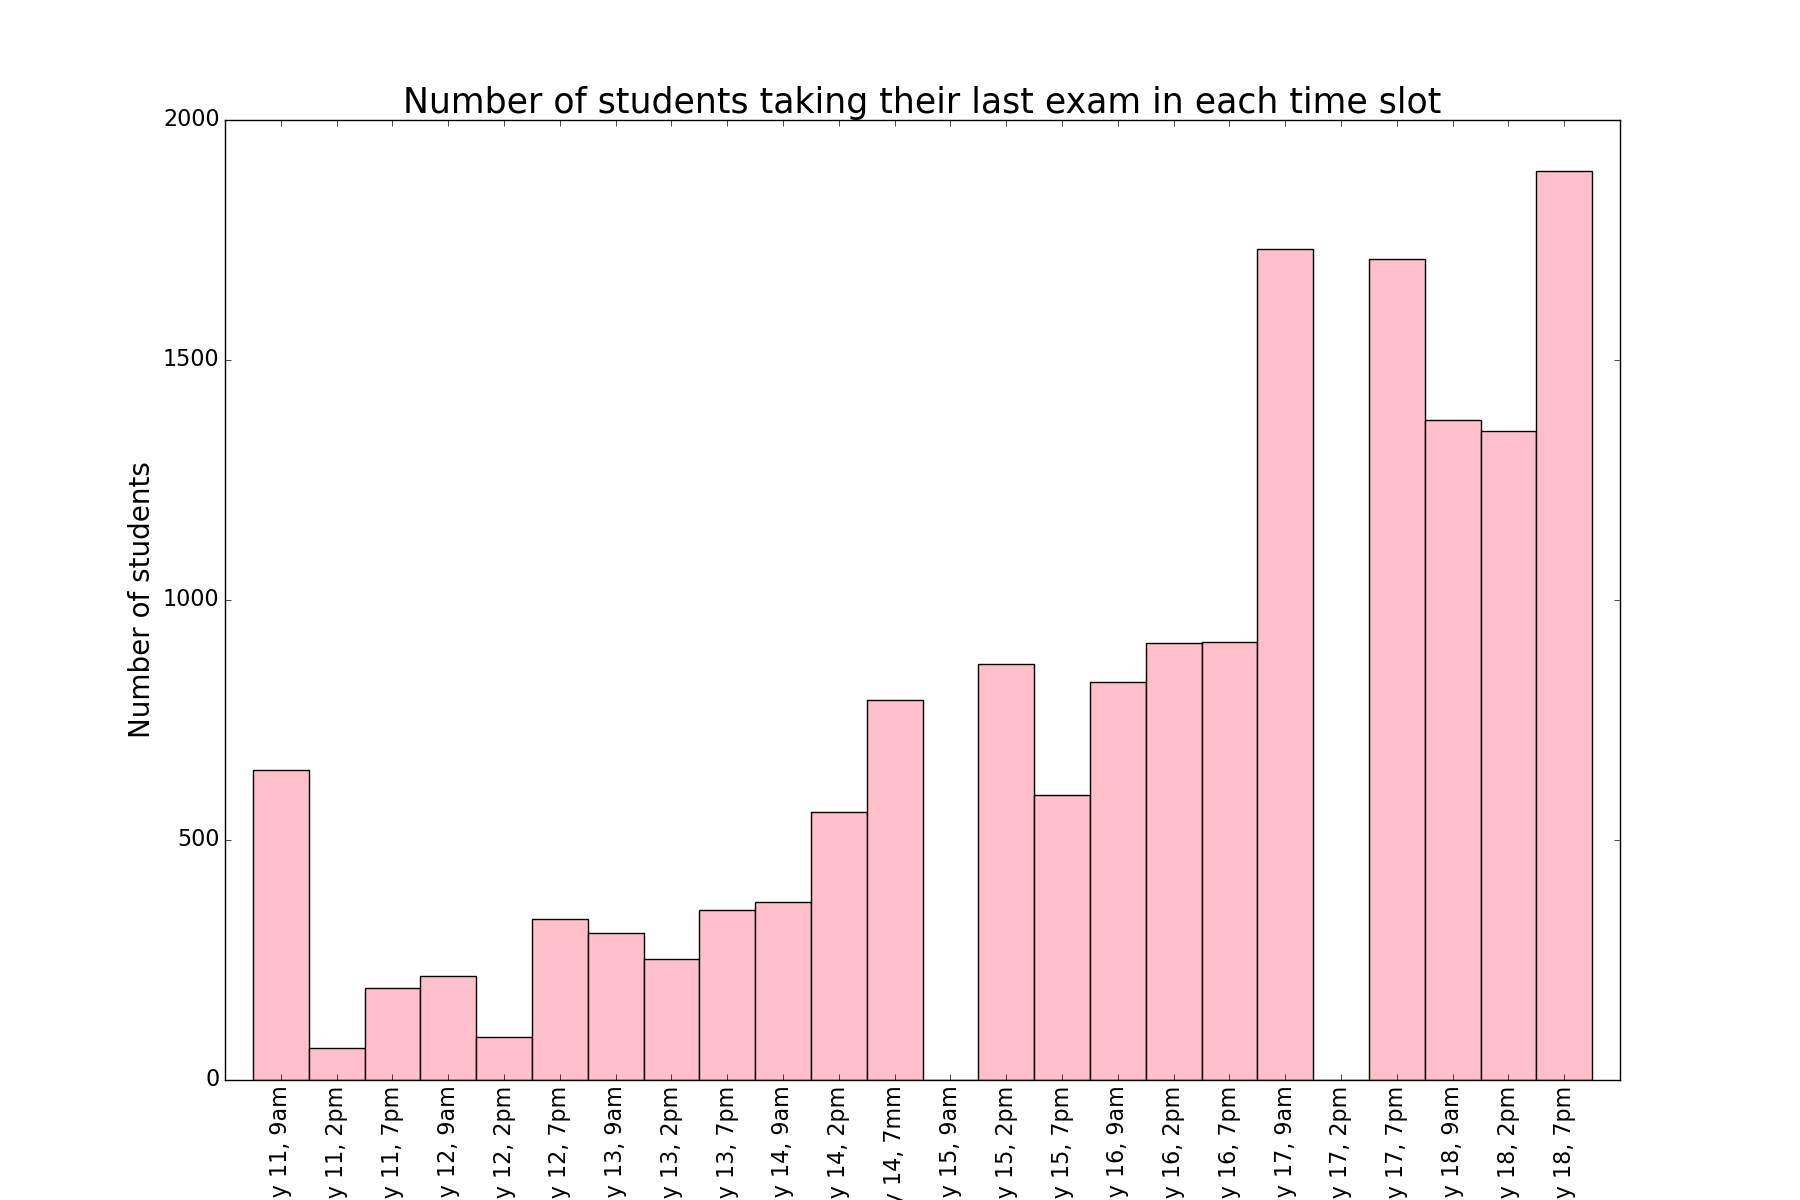 Number of students taking their last exam in each time slot
Number of students
2000
1500
1000
500
0
y 11, 9am
y 11, 2pm
y 11, 7pm
y 12, 9am
y 12, 2pm
y 12, 7pm
y 13, 9am
y 13, 2pm
y 13, 7pm
y 14, 9am
y 14, 2pm
y 14, 7mm
y 15, 9am
y 15, 2pm
y 15, 7pm
y 16, 9am
y 16, 2pm
y 16, 7pm
y 17, 9am
y 17, 2pm
y 17, 7pm
y 18, 9am
y 18, 2pm
y 18, 7pm